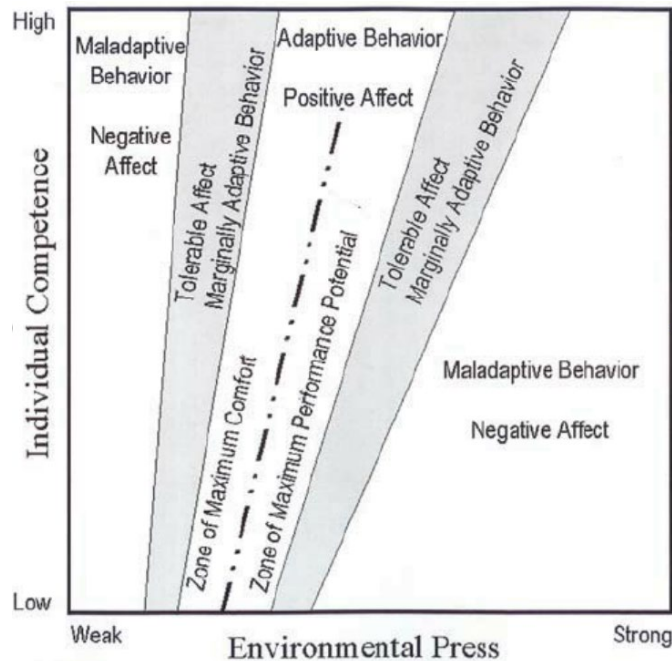 High
Maladaptive
Behavior
Negative
Affect
Tolerable Affect
Marginally Adaptive Behavior
Adaptive Behavior
Positive Affect
Tolerable Affect
Marginally Adaptive Behavior
Zone of Maximum Comfort
Zone of Maximum Performance Potential
Maladaptive Behavior
Negative Affect
Individual Competence
Low
Weak
Environmental Press
Strong